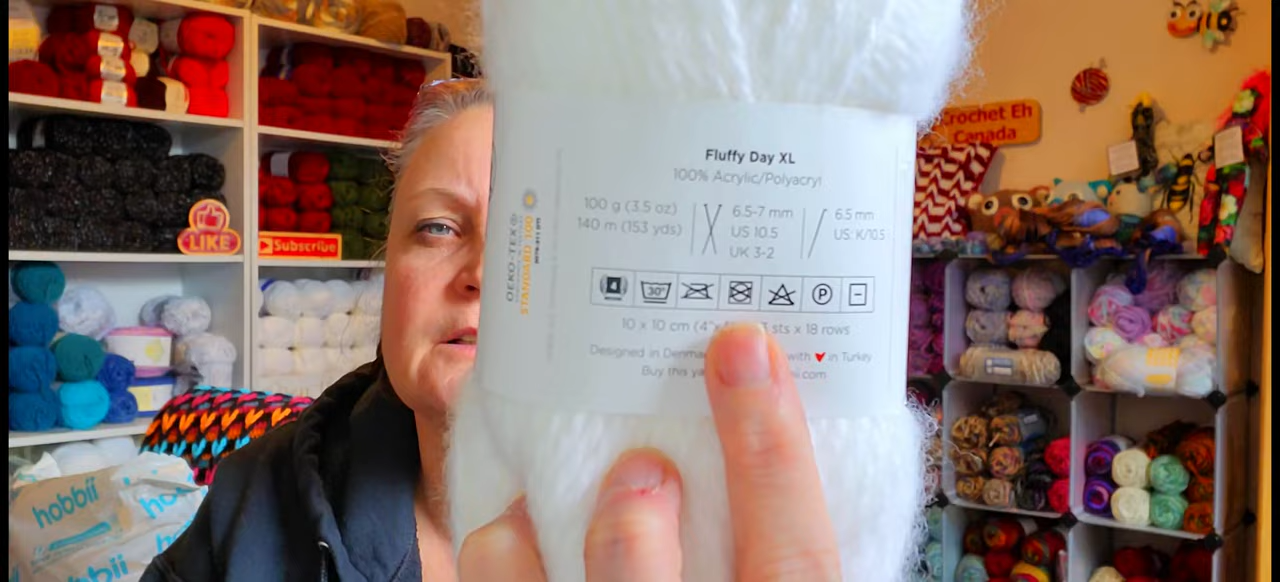 Crochet Eh
Canada
LIKE
Subscribe
hobbii
Fluffy Day XL
100% Acrylic/Polyacryl
100 g (3.5 oz)
140 m (153 yds)
6.5-7 mm
US 10.5
UK 3-2
6.5 mm
US: K/10.5
OEKO-TEX®
STANDARD 100
30°
P
10 x 10 cm (4" sts x 18 rows
Designed in Denma with in Turkey
Buy this .com